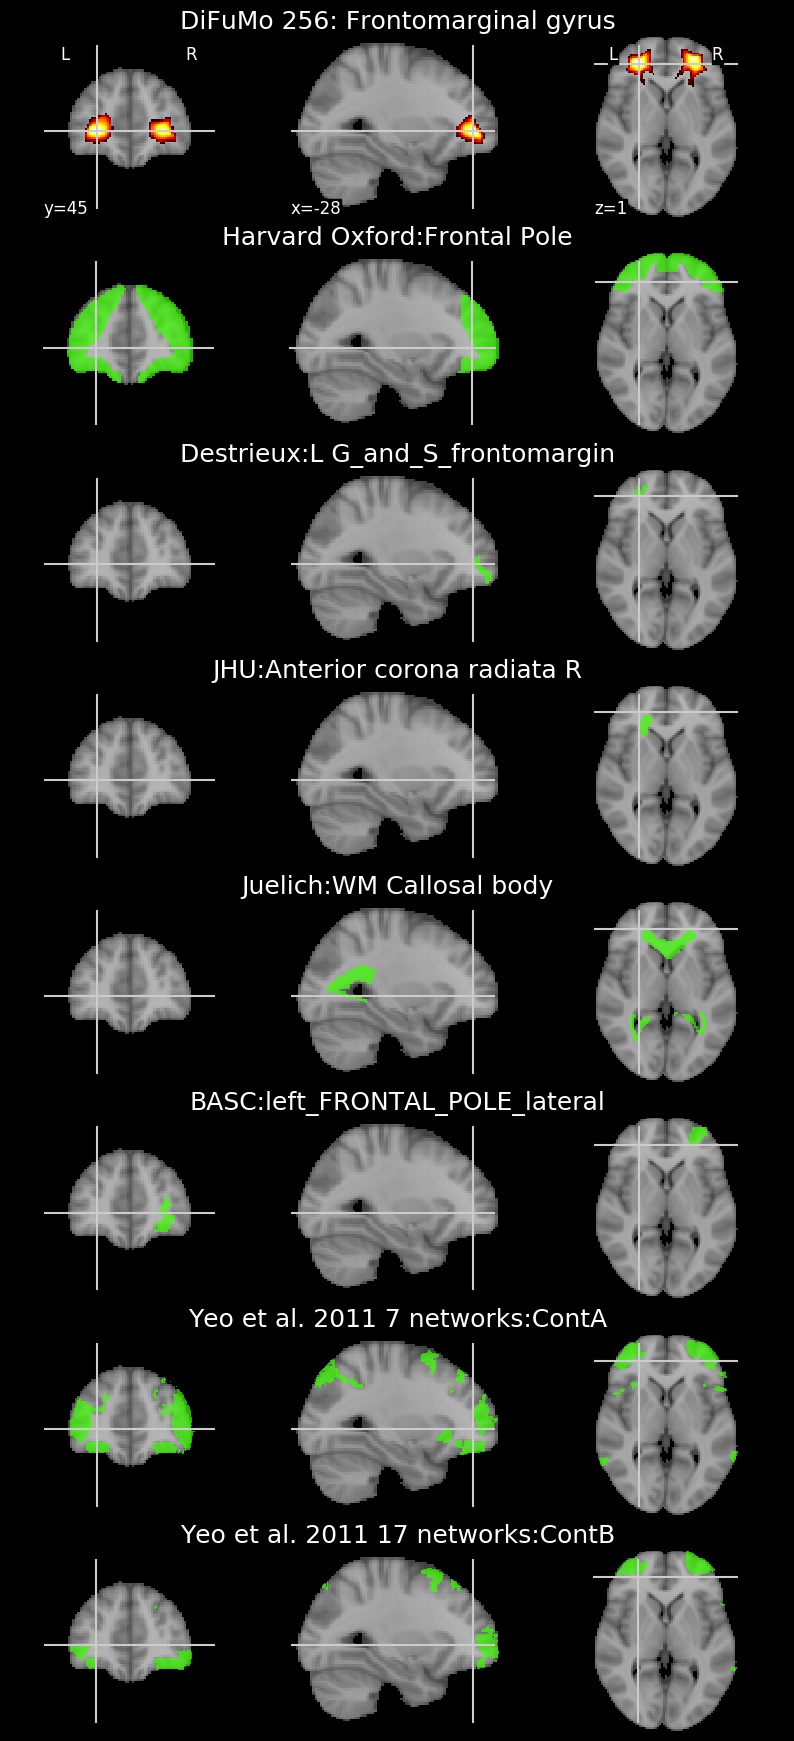 DiFuMo 256: Frontomarginal gyrus
L R L R
y=45 x=-28 z=1
Harvard Oxford:Frontal Pole
Destrieux:L G_and_S_frontomargin
JHU:Anterior corona radiata R
Juelich:WM Callosal body
BASC:left_FRONTAL_POLE_lateral
Yeo et al. 2011 7 networks:ContA
Yeo et al. 2011 17 networks:ContB